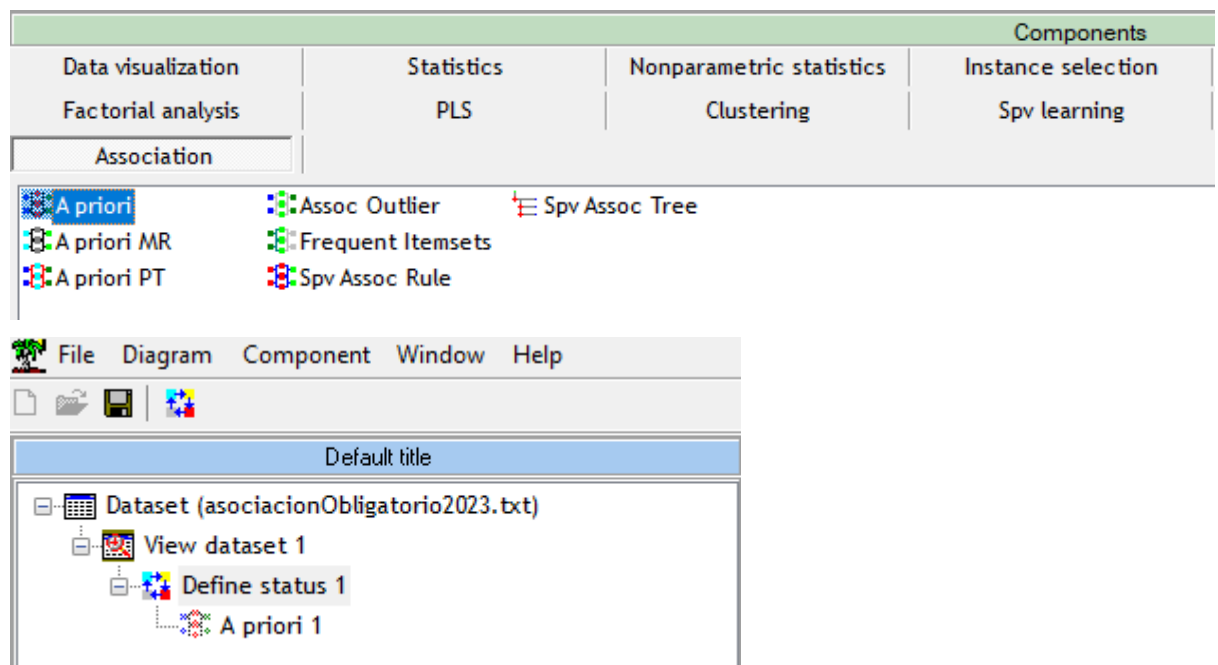 Components
Data visualization Statistics Nonparametric statistics Instance selection
Factorial analysis PLS Clustering Spv learning
Association
A priori Assoc Outlier Spv Assoc Tree
A priori MR Frequent Itemsets
A priori PT Spv Assoc Rule
File Diagram Component Window Help
Default title
Dataset (asociacionObligatorio2023.txt)
View dataset 1
Define status 1
A priori 1